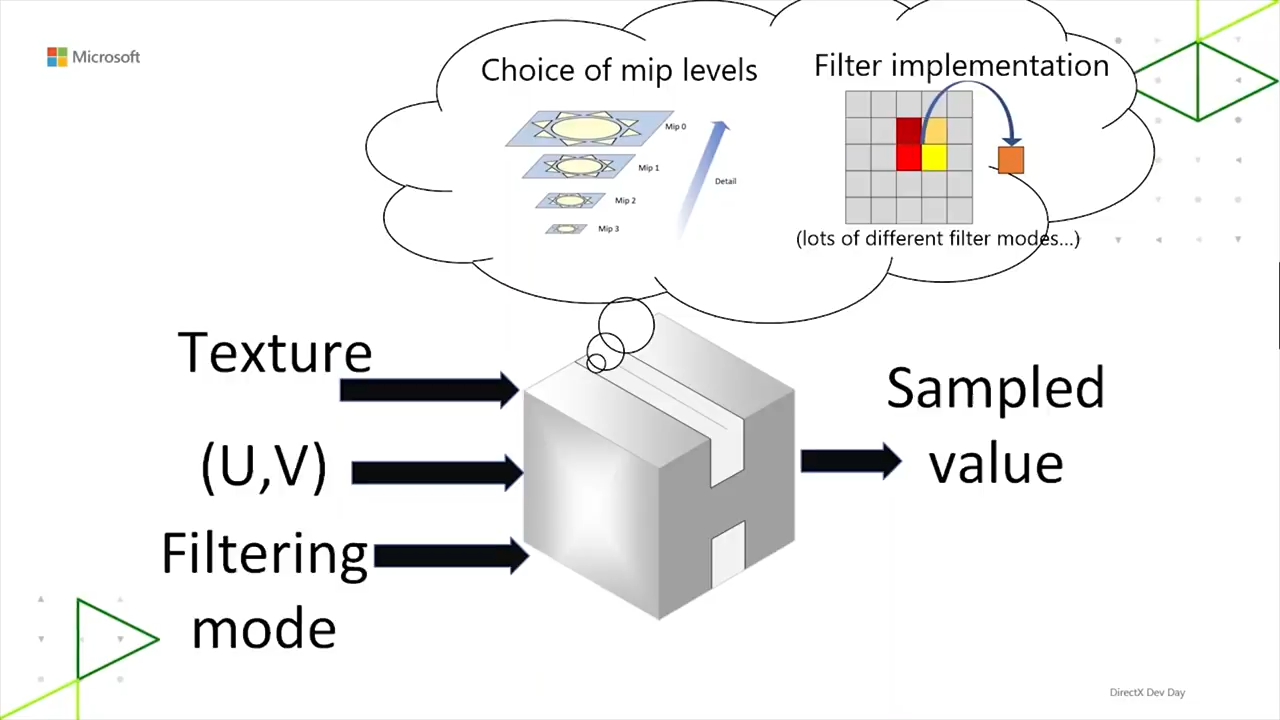 Microsoft
Choice of mip levels
Filter implementation
Mip 0
Mip 1
Mip 2
Mip 3
Detail
(lots of different filter modes...)
Texture
(U,V)
Filtering
mode
Sampled
value
DirectX Dev Day